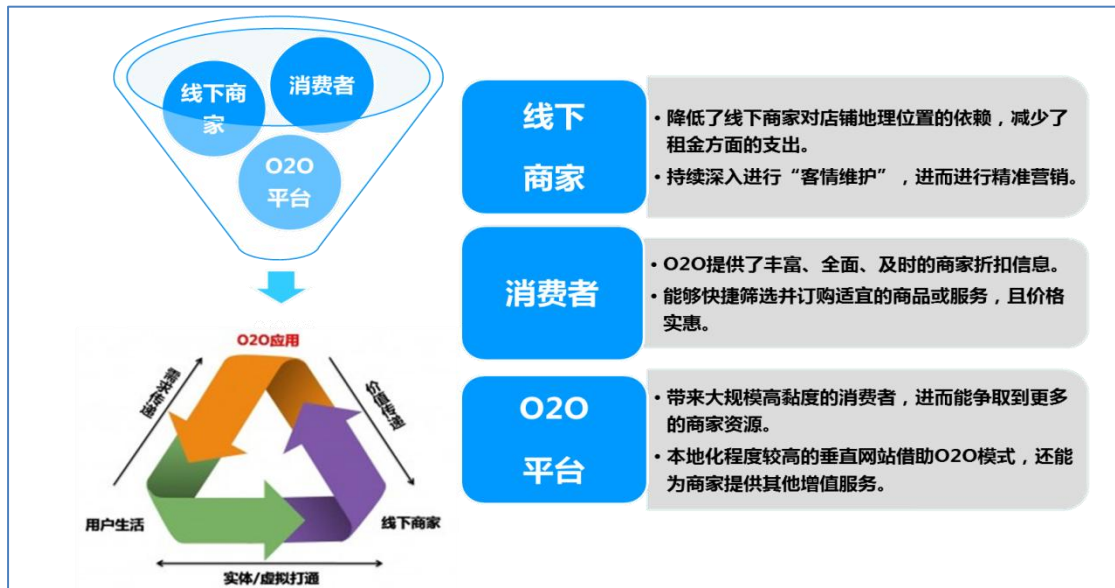 线下商
家
消费者
O2O
平台
O2O应用
需求传递
价值传递
用户生活
线下商家
实体/虚拟打通
线下
商家
• 降低了线下商家对店铺地理位置的依赖，减少了
租金方面的支出。
• 持续深入进行“客情维护”，进而进行精准营销。
消费者
• O2O提供了丰富、全面、及时的商家折扣信息。
• 能够快捷筛选并订购适宜的商品或服务，且价格
实惠。
O2O
平台
• 带来大规模高黏度的消费者，进而能争取到更多
的商家资源。
• 本地化程度较高的垂直网站借助O2O模式，还能
为商家提供其他增值服务。